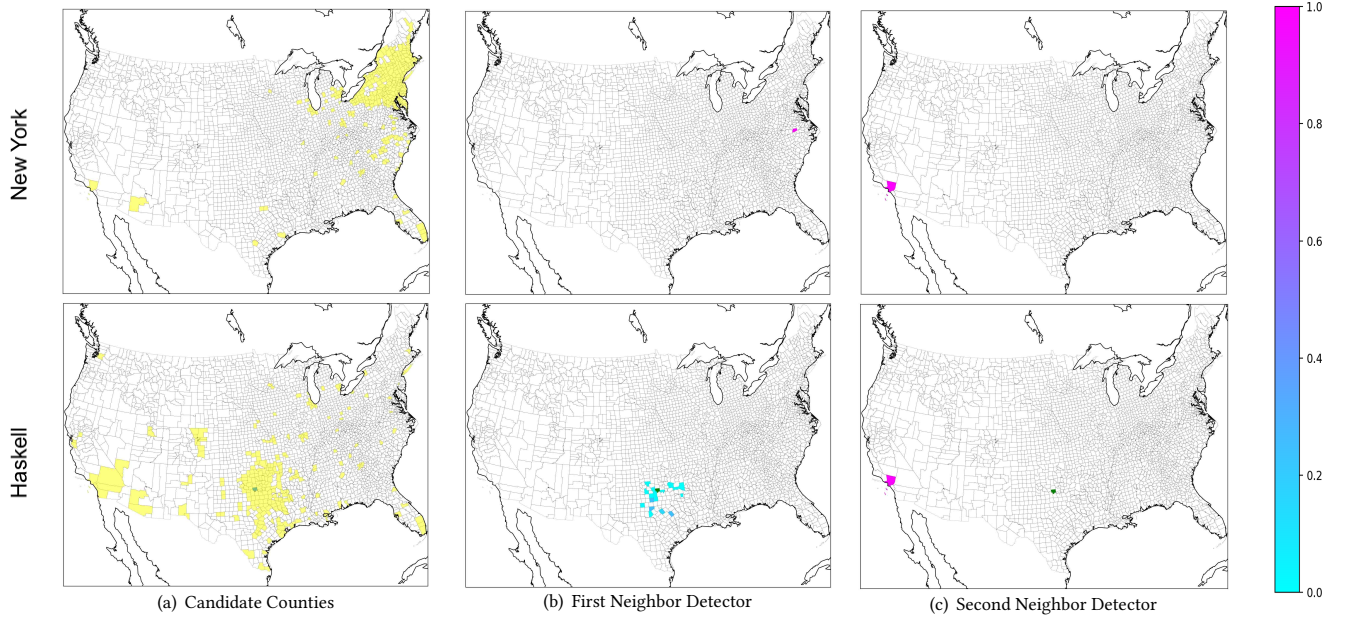 New York
Haskell
(a) Candidate Counties
(b) First Neighbor Detector
(c) Second Neighbor Detector
1.0
0.8
0.6
0.4
0.2
0.0